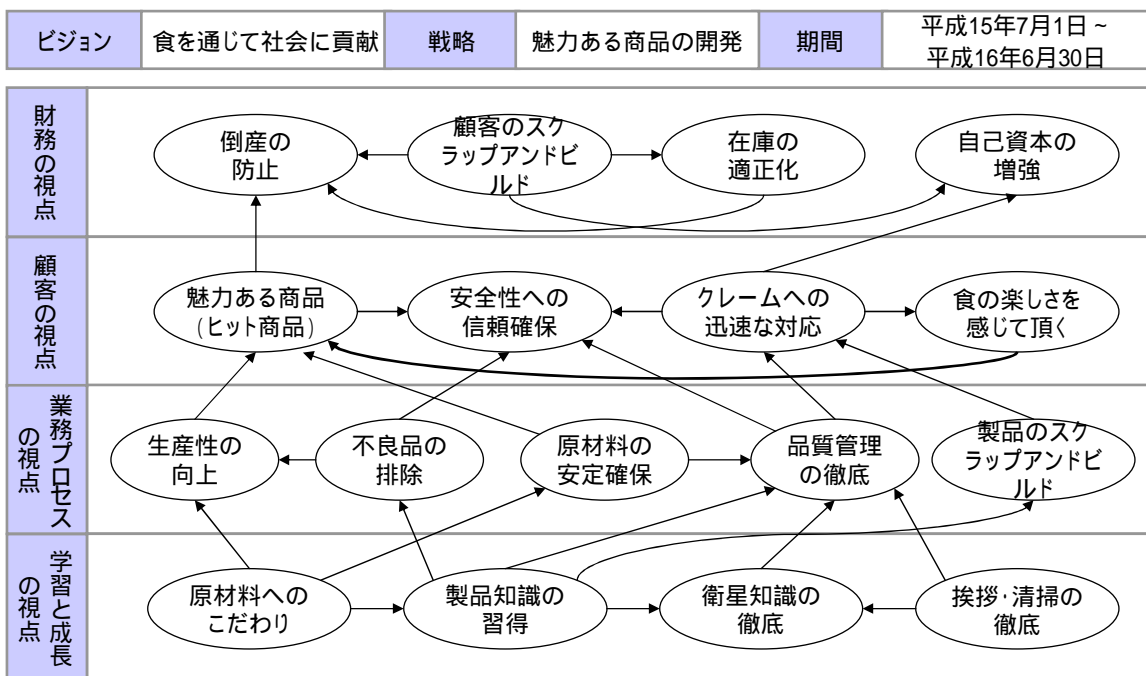 ビジョン
食を通じて社会に貢献
戦略
魅力ある商品の開発
期間
平成15年7月1日~
平成16年6月30日
財務の視点
倒産の
防止
顧客のスク
ラップアンドビ
ルド
在庫の
適正化
自己資本の
増強
顧客の視点
魅力ある商品
(ヒット商品)
安全性への
信頼確保
クレームへの
迅速な対応
食の楽しさを
感じて頂く
業務プロセス
の視点
生産性の
向上
不良品の
排除
原材料の
安定確保
品質管理
の徹底
製品のスク
ラップアンドビ
ルド
学習と成長
の視点
原材料への
こだわり
製品知識の
習得
衛星知識の
徹底
挨拶・清掃の
徹底